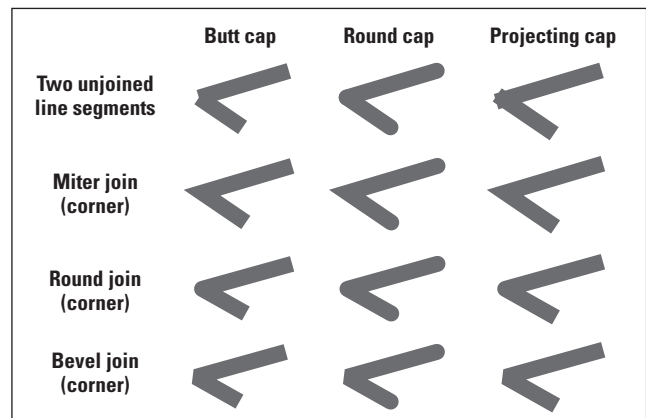 Butt cap Round cap Projecting cap
Two unjoined
line segments
Miter join
(corner)
Round join
(corner)
Bevel join
(corner)